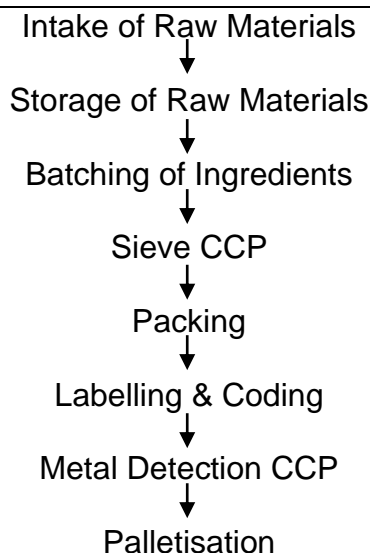 Intake of Raw Materials
Storage of Raw Materials
Batching of Ingredients
Sieve CCP
Packing
Labelling & Coding
Metal Detection CCP
Palletisation